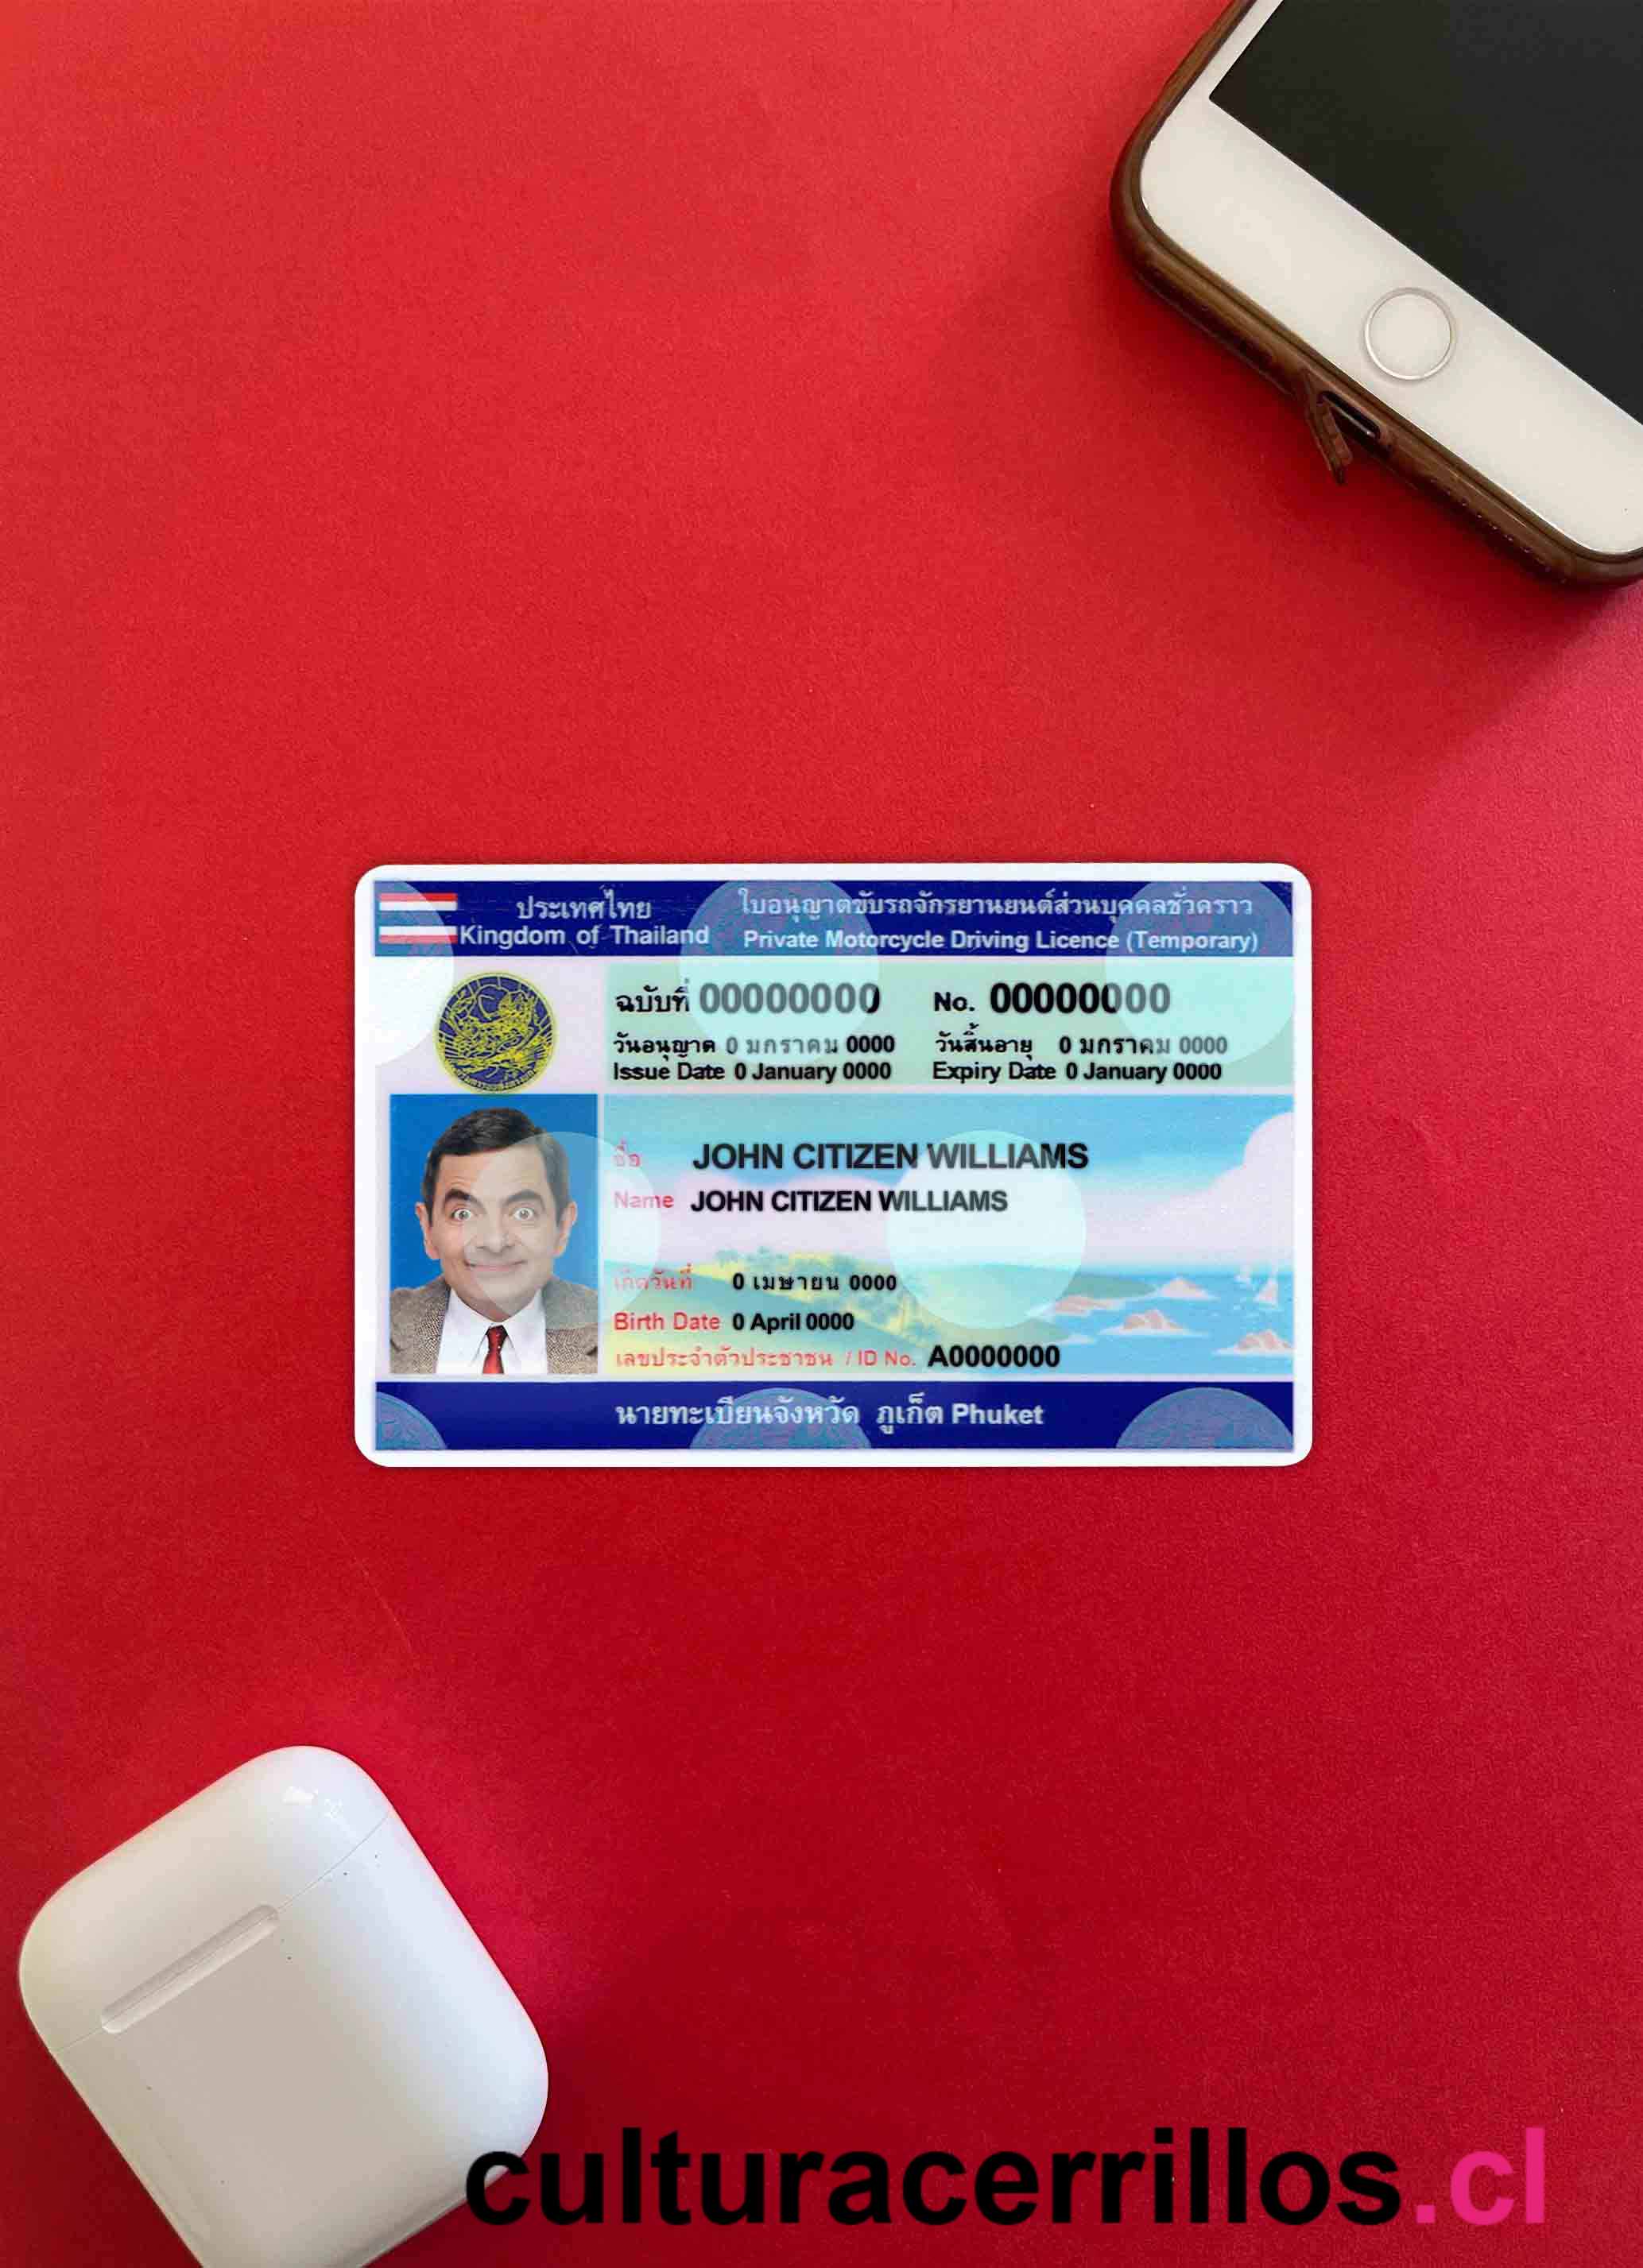 ประเทศไทย
Kingdom of Thailand
ใบอนุญาตขับรถจักรยานยนต์ส่วนบุคคลชั่วคราว
Private Motorcycle Driving Licence (Temporary)
ฉบับที่ 00000000 No. 00000000
วันอนุญาต 0 มกราคม 0000 วันสิ้นอายุ 0 มกราคม 0000
Issue Date 0 January 0000 Expiry Date 0 January 0000
ชื่อ JOHN CITIZEN WILLIAMS
Name JOHN CITIZEN WILLIAMS
เกิดวันที่ 0 เมษายน 0000
Birth Date 0 April 0000
เลขประจำตัวประชาชน / ID No. A0000000
นายทะเบียนจังหวัด ภูเก็ต Phuket
culturacerrillos.cl